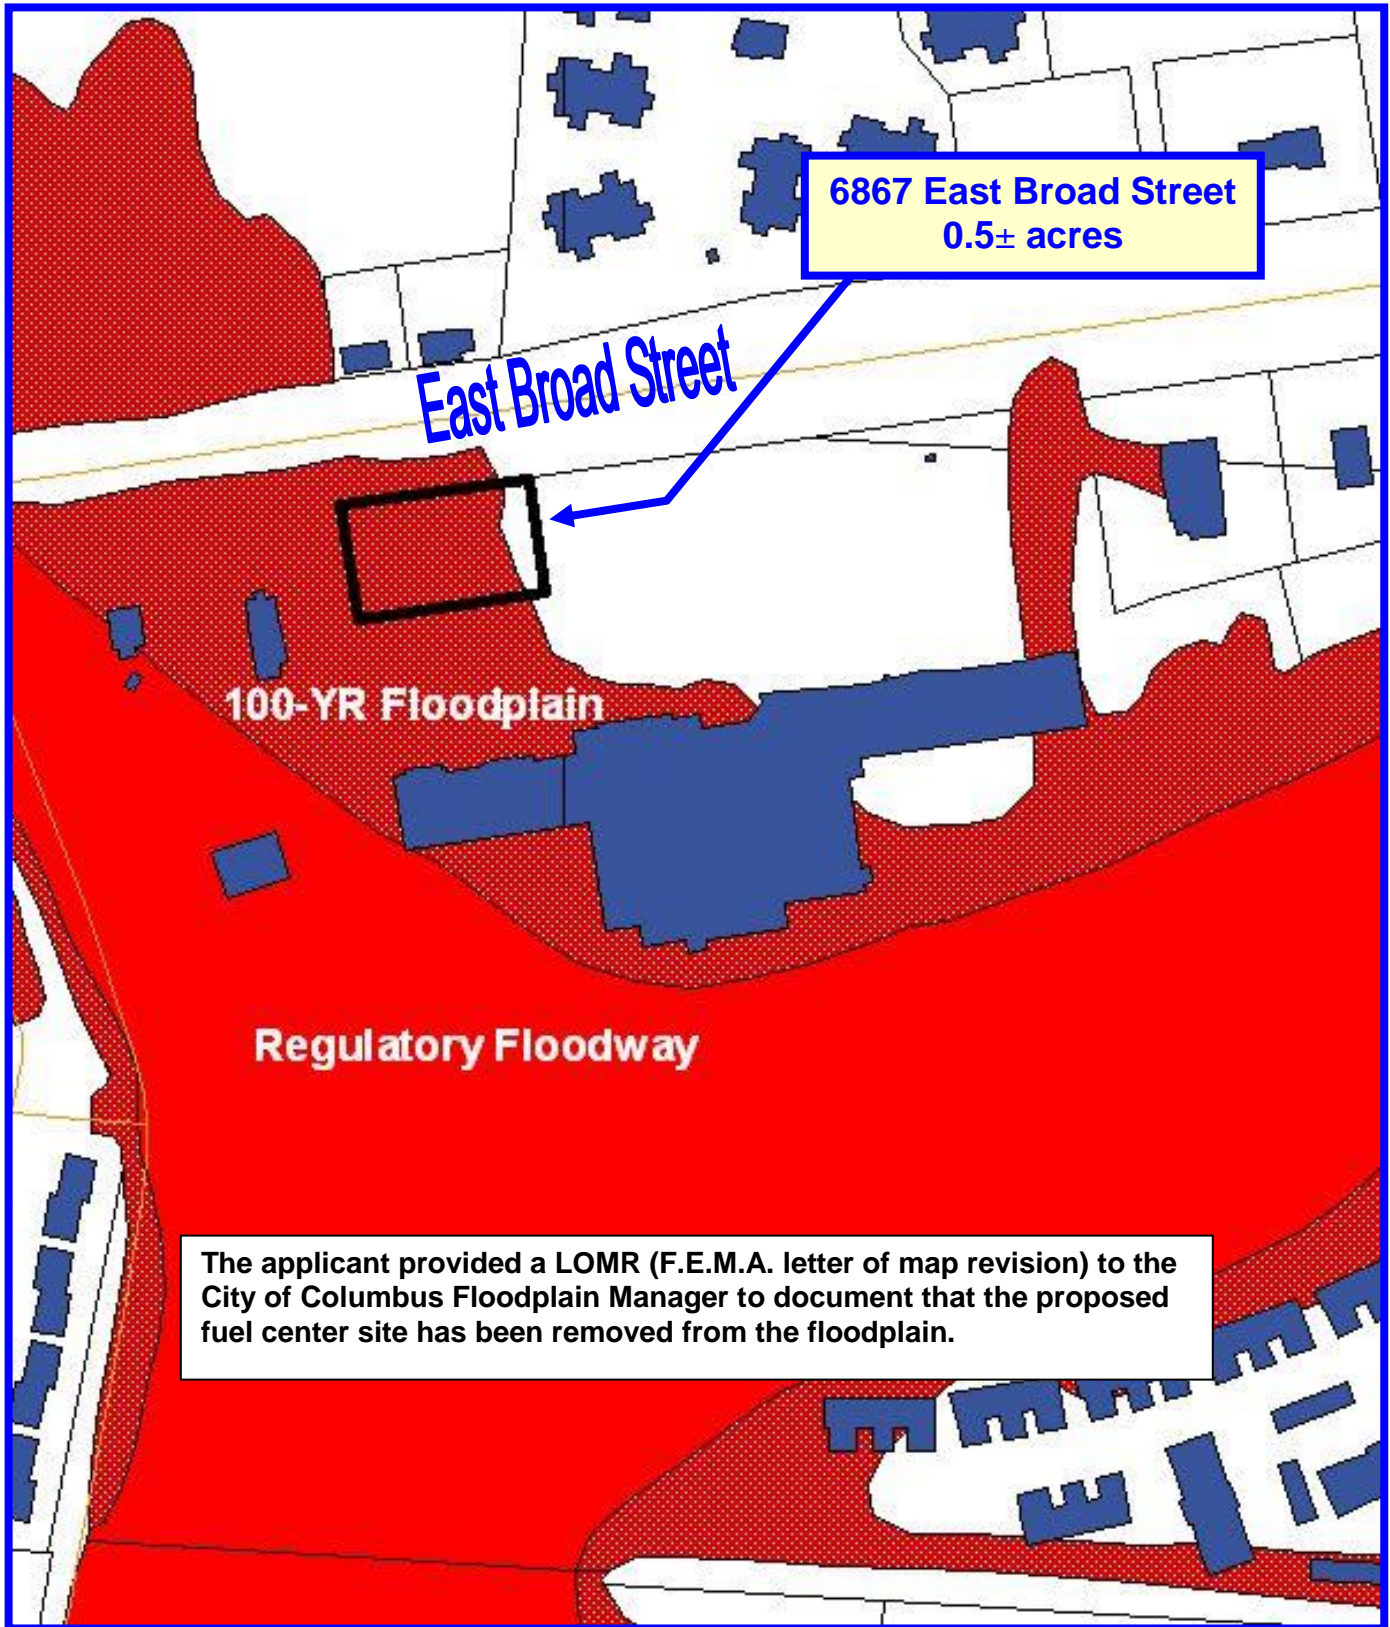 6867 East Broad Street
0.5± acres
East Broad Street
100-YR Floodplain
Regulatory Floodway
The applicant provided a LOMR (F.E.M.A. letter of map revision) to the
City of Columbus Floodplain Manager to document that the proposed
fuel center site has been removed from the floodplain.